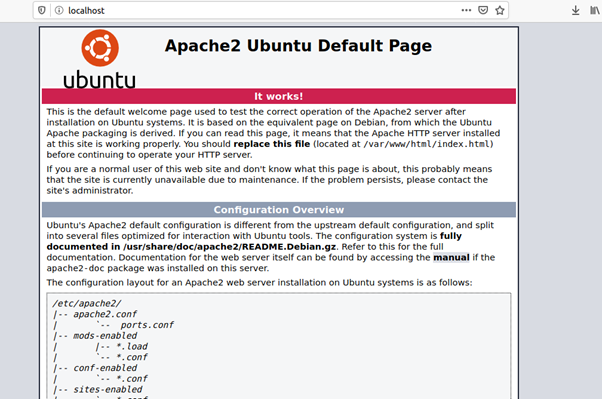 localhost
ubuntu
Apache2 Ubuntu Default Page
It works!
This is the default welcome page used to test the correct operation of the Apache2 server after
installation on Ubuntu systems. It is based on the equivalent page on Debian, from which the Ubuntu
Apache packaging is derived. If you can read this page, it means that the Apache HTTP server installed
at this site is working properly. You should replace this file (located at /var/www/html/index.html)
before continuing to operate your HTTP server.
If you are a normal user of this web site and don't know what this page is about, this probably means
that the site is currently unavailable due to maintenance. If the problem persists, please contact the
site's administrator.
Configuration Overview
Ubuntu's Apache2 default configuration is different from the upstream default configuration, and split
into several files optimized for interaction with Ubuntu tools. The configuration system is fully
documented in /usr/share/doc/apache2/README.Debian.gz. Refer to this for the full
documentation. Documentation for the web server itself can be found by accessing the manual if the
apache2-doc package was installed on this server.
The configuration layout for an Apache2 web server installation on Ubuntu systems is as follows:
/etc/apache2/
|-- apache2.conf
|       `--  ports.conf
|-- mods-enabled
|       |-- *.load
|       `-- *.conf
|-- conf-enabled
|       `-- *.conf
|-- sites-enabled
|       `-- *.conf